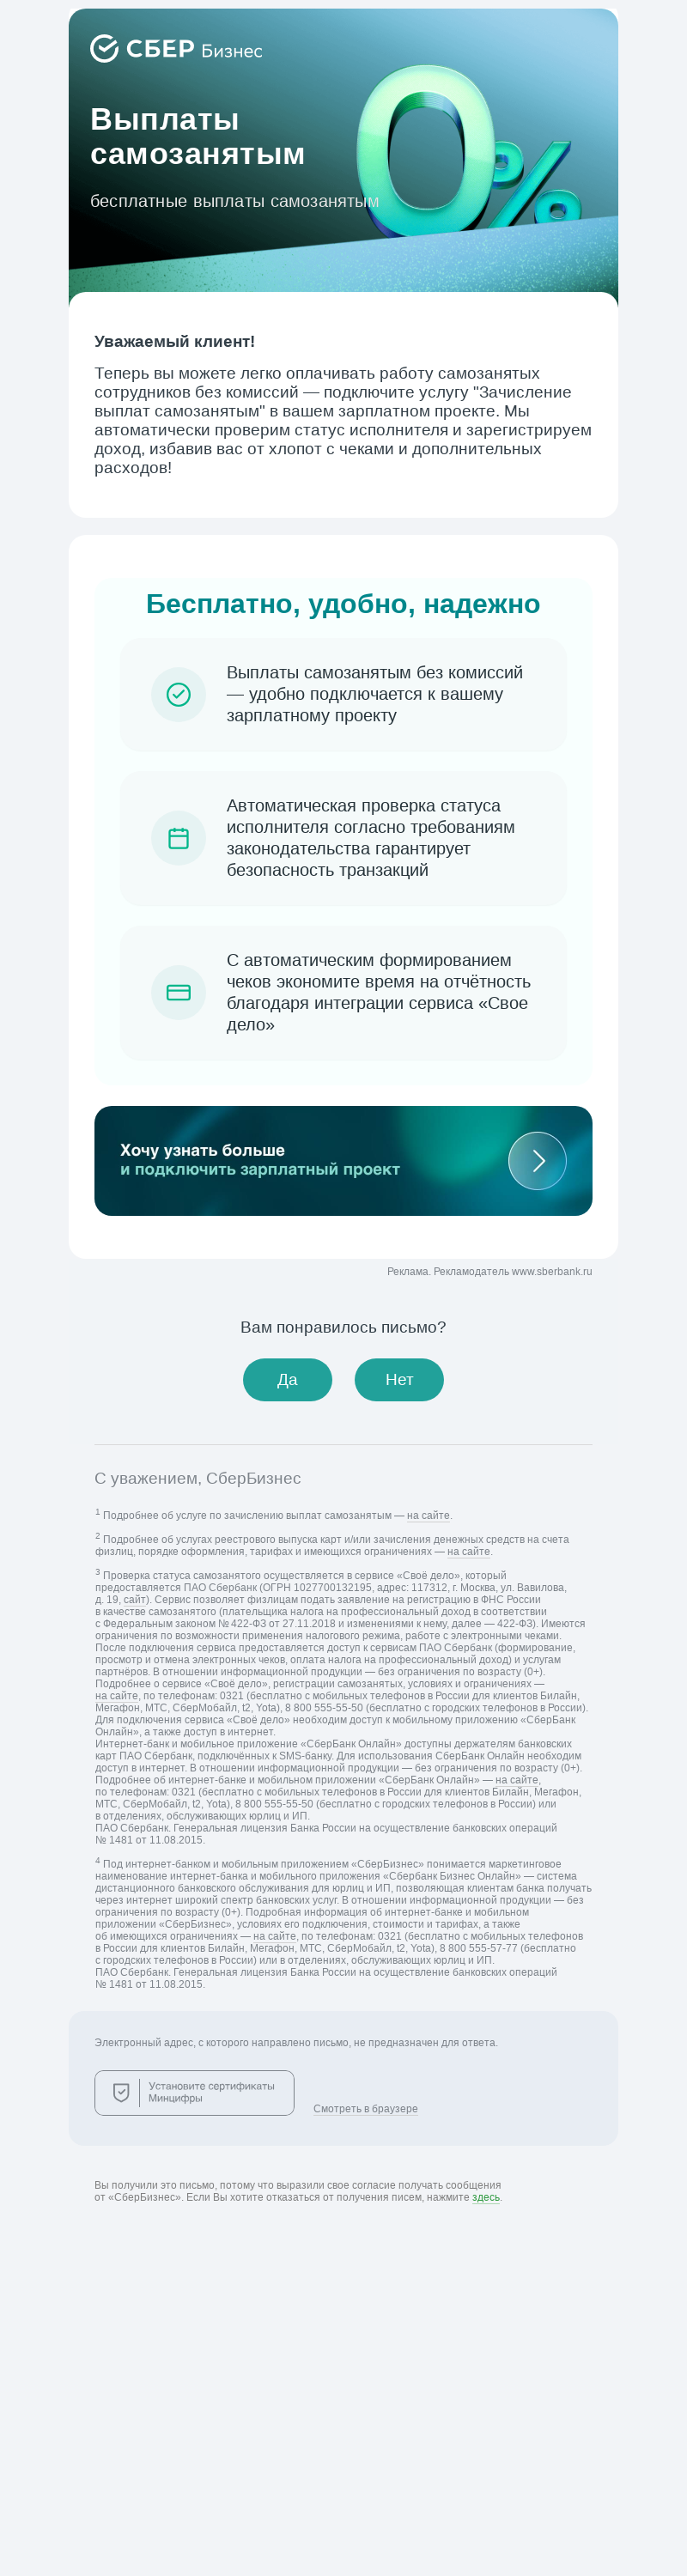 СБЕР Бизнес
Выплаты
самозанятым
0%
бесплатные выплаты самозанятым
Уважаемый клиент!
Теперь вы можете легко оплачивать работу самозанятых
сотрудников без комиссий — подключите услугу "Зачисление
выплат самозанятым" в вашем зарплатном проекте. Мы
автоматически проверим статус исполнителя и зарегистрируем
доход, избавив вас от хлопот с чеками и дополнительных
расходов!
Бесплатно, удобно, надежно
Выплаты самозанятым без комиссий
— удобно подключается к вашему
зарплатному проекту
Автоматическая проверка статуса
исполнителя согласно требованиям
законодательства гарантирует
безопасность транзакций
С автоматическим формированием
чеков экономите время на отчётность
благодаря интеграции сервиса «Свое
дело»
Хочу узнать больше
и подключить зарплатный проект
Реклама. Рекламодатель www.sberbank.ru
Вам понравилось письмо?
Да Нет
С уважением, СберБизнес
1 Подробнее об услуге по зачислению выплат самозанятым — на сайте.
2 Подробнее об услугах реестрового выпуска карт и/или зачисления денежных средств на счета
физлиц, порядке оформления, тарифах и имеющихся ограничениях — на сайте.
3 Проверка статуса самозанятого осуществляется в сервисе «Своё дело», который
предоставляется ПАО Сбербанк (ОГРН 1027700132195, адрес: 117312, г. Москва, ул. Вавилова,
д. 19, сайт). Сервис позволяет физлицам подать заявление на регистрацию в ФНС России
в качестве самозанятого (плательщика налога на профессиональный доход в соответствии
с Федеральным законом № 422-ФЗ от 27.11.2018 и изменениями к нему, далее — 422-ФЗ). Имеются
ограничения по возможности применения налогового режима, работе с электронными чеками.
После подключения сервиса предоставляется доступ к сервисам ПАО Сбербанк (формирование,
просмотр и отмена электронных чеков, оплата налога на профессиональный доход) и услугам
партнёров. В отношении информационной продукции — без ограничения по возрасту (0+).
Подробнее о сервисе «Своё дело», регистрации самозанятых, условиях и ограничениях —
на сайте, по телефонам: 0321 (бесплатно с мобильных телефонов в России для клиентов Билайн,
Мегафон, МТС, СберМобайл, t2, Yota), 8 800 555-55-50 (бесплатно с городских телефонов в России).
Для подключения сервиса «Своё дело» необходим доступ к мобильному приложению «СберБанк
Онлайн», а также доступ в интернет.
Интернет-банк и мобильное приложение «СберБанк Онлайн» доступны держателям банковских
карт ПАО Сбербанк, подключённых к SMS-банку. Для использования СберБанк Онлайн необходим
доступ в интернет. В отношении информационной продукции — без ограничения по возрасту (0+).
Подробнее об интернет-банке и мобильном приложении «СберБанк Онлайн» — на сайте,
по телефонам: 0321 (бесплатно с мобильных телефонов в России для клиентов Билайн, Мегафон,
МТС, СберМобайл, t2, Yota), 8 800 555-55-50 (бесплатно с городских телефонов в России) или
в отделениях, обслуживающих юрлиц и ИП.
ПАО Сбербанк. Генеральная лицензия Банка России на осуществление банковских операций
№ 1481 от 11.08.2015.
4 Под интернет-банком и мобильным приложением «СберБизнес» понимается маркетинговое
наименование интернет-банка и мобильного приложения «Сбербанк Бизнес Онлайн» — система
дистанционного банковского обслуживания для юрлиц и ИП, позволяющая клиентам банка получать
через интернет широкий спектр банковских услуг. В отношении информационной продукции — без
ограничения по возрасту (0+). Подробная информация об интернет-банке и мобильном
приложении «СберБизнес», условиях его подключения, стоимости и тарифах, а также
об имеющихся ограничениях — на сайте, по телефонам: 0321 (бесплатно с мобильных телефонов
в России для клиентов Билайн, Мегафон, МТС, СберМобайл, t2, Yota), 8 800 555-57-77 (бесплатно
с городских телефонов в России) или в отделениях, обслуживающих юрлиц и ИП.
ПАО Сбербанк. Генеральная лицензия Банка России на осуществление банковских операций
№ 1481 от 11.08.2015.
Электронный адрес, с которого направлено письмо, не предназначен для ответа.
Установите сертификаты
Минцифры
Смотреть в браузере
Вы получили это письмо, потому что выразили свое согласие получать сообщения
от «СберБизнес». Если Вы хотите отказаться от получения писем, нажмите здесь.